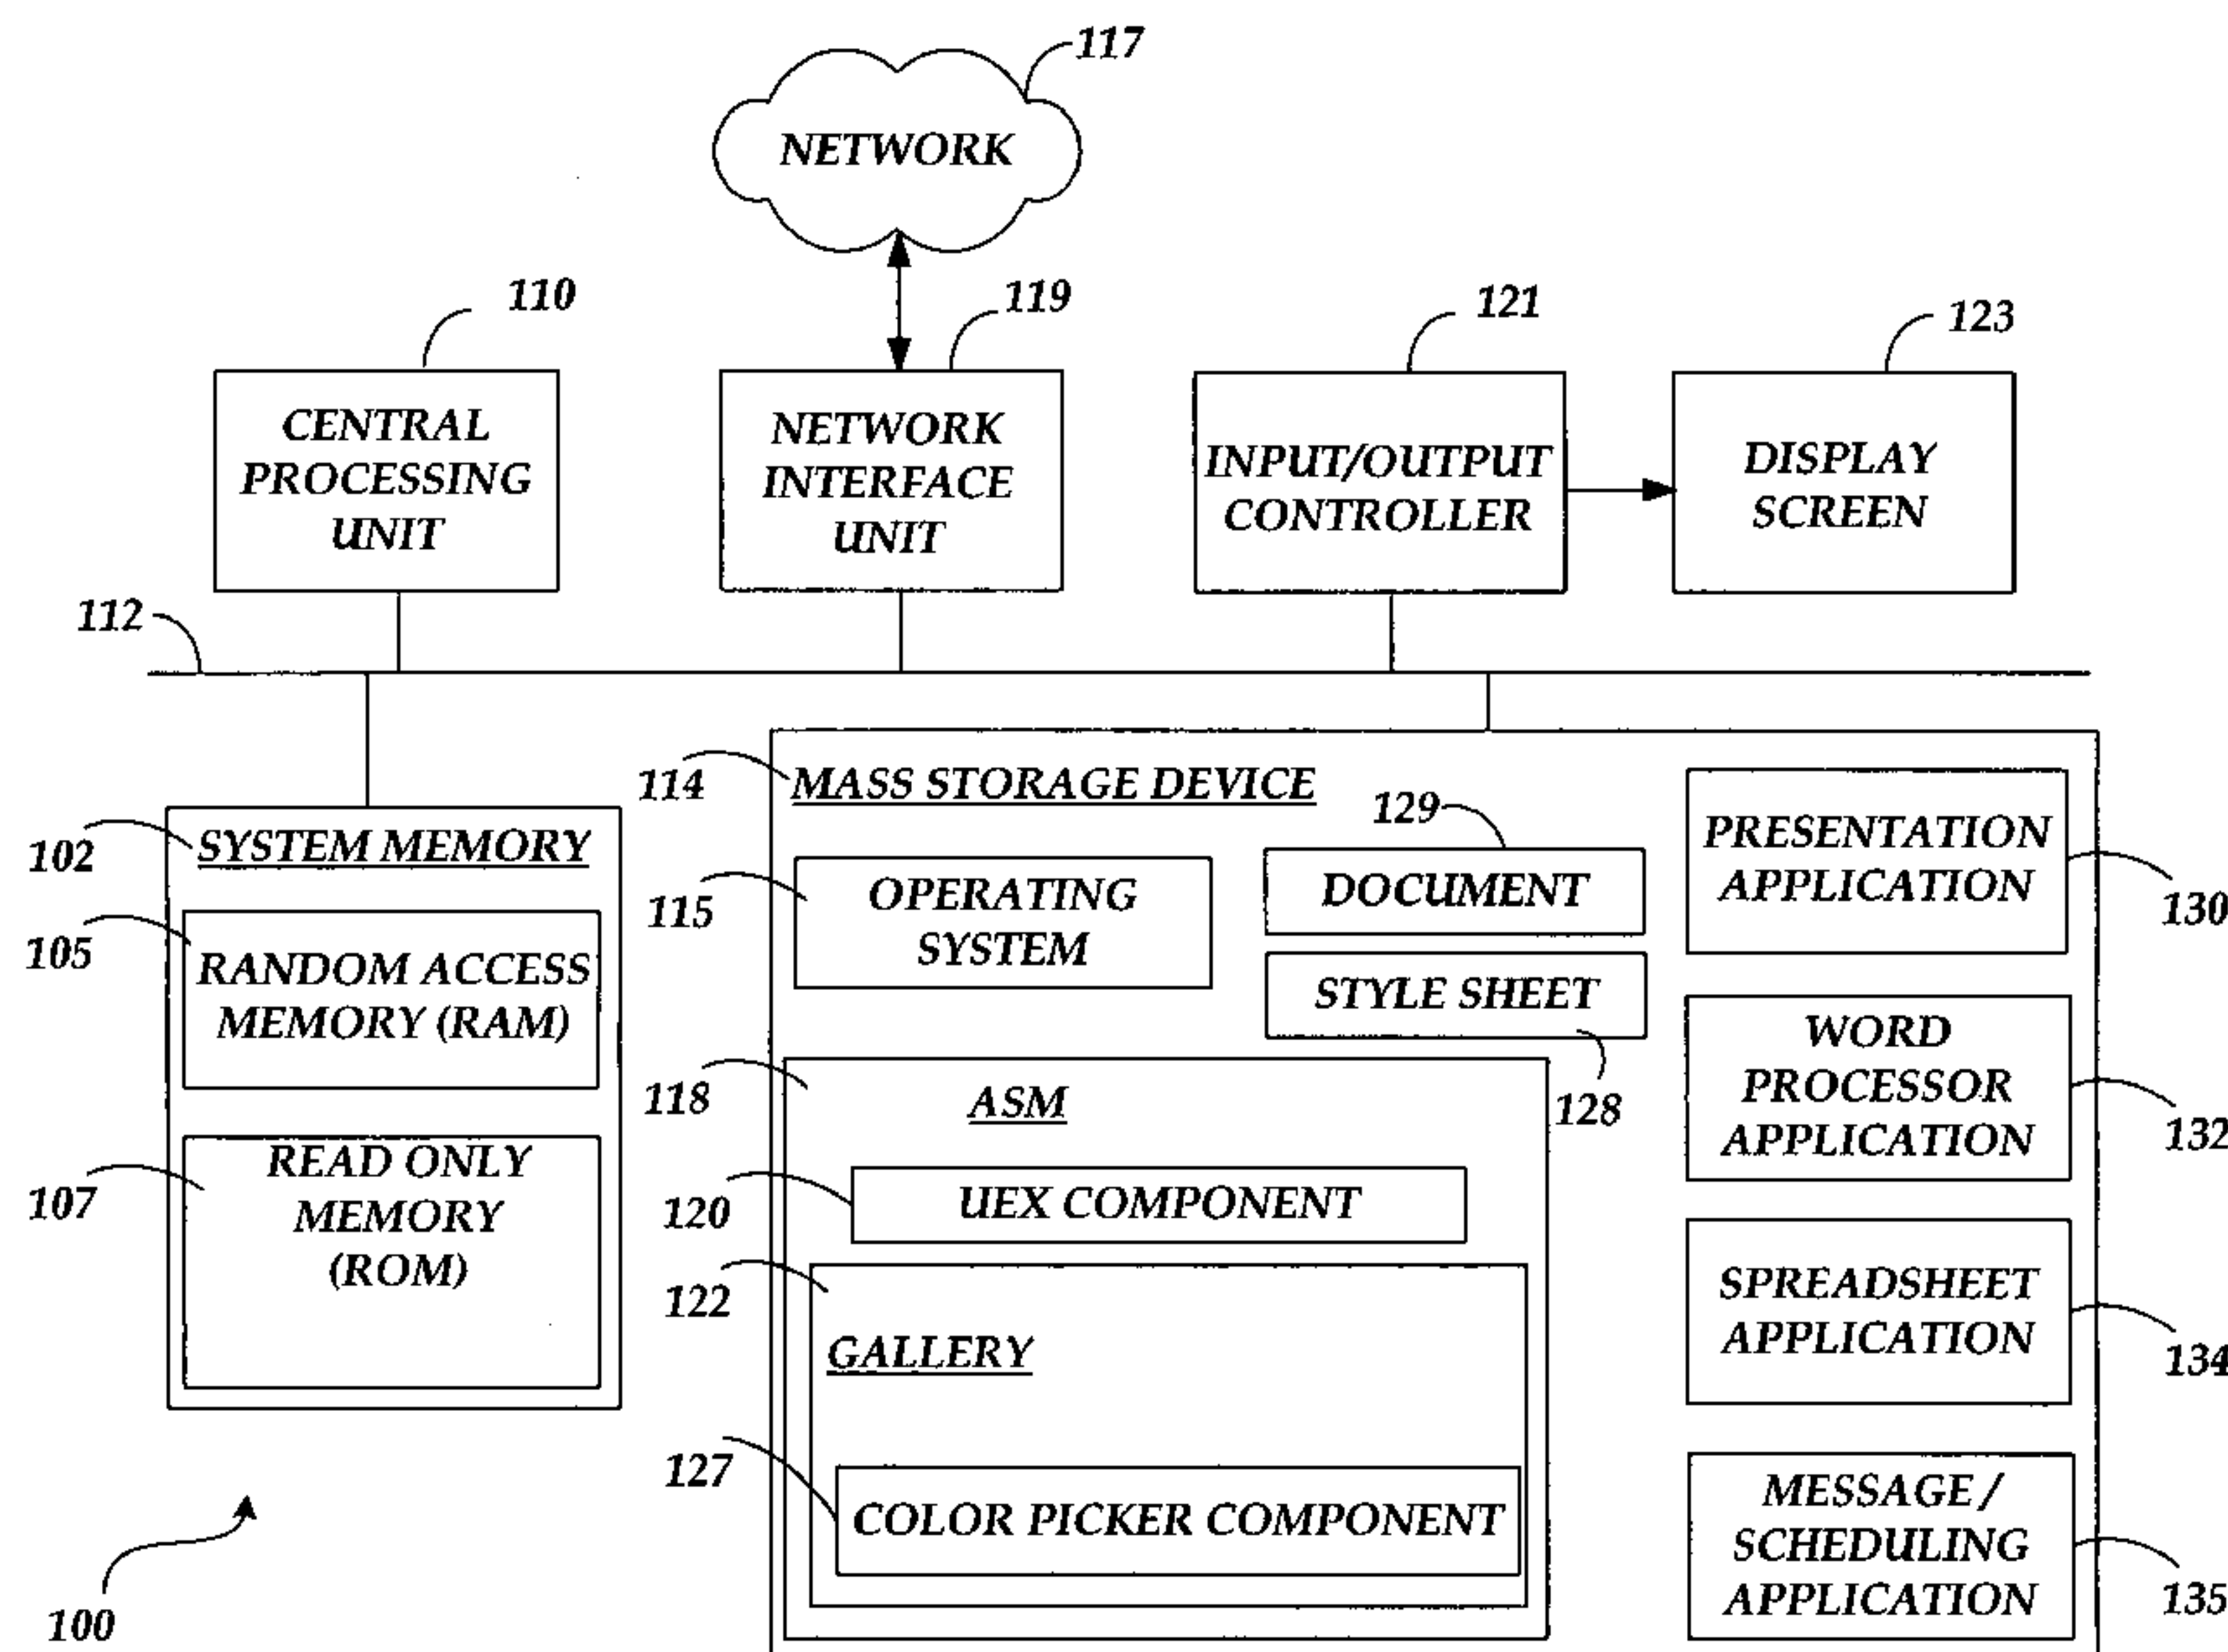 117
NETWORK
110
119
121
123
CENTRAL
PROCESSING
UNIT
NETWORK
INTERFACE
UNIT
INPUT/OUTPUT
CONTROLLER
DISPLAY
SCREEN
112
114
MASS STORAGE DEVICE
129
PRESENTATION
APPLICATION
130
102
SYSTEM MEMORY
115
OPERATING
SYSTEM
DOCUMENT
105
RANDOM ACCESS
MEMORY (RAM)
STYLE SHEET
128
WORD
PROCESSOR
APPLICATION
132
118
ASM
107
READ ONLY
MEMORY
(ROM)
120
UEX COMPONENT
122
GALLERY
SPREADSHEET
APPLICATION
134
127
COLOR PICKER COMPONENT
MESSAGE /
SCHEDULING
APPLICATION
135
100